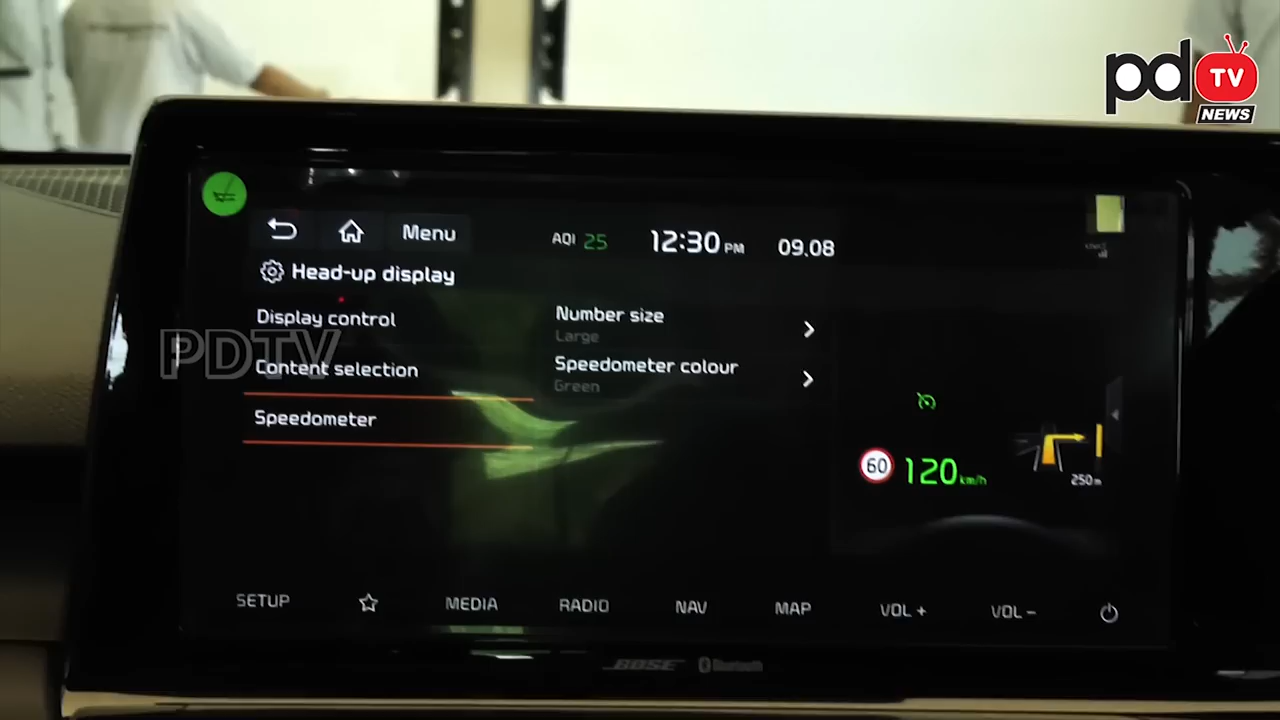 pd TV
NEWS
Menu
AQI 25
12:30 PM
09.08
Head-up display
Display control
Number size
Large
PDTV
Content selection
Speedometer colour
Green
Speedometer
60
120 km/h
250 m
SETUP
MEDIA
RADIO
NAV
MAP
VOL +
VOL -
BOSE
Bluetooth